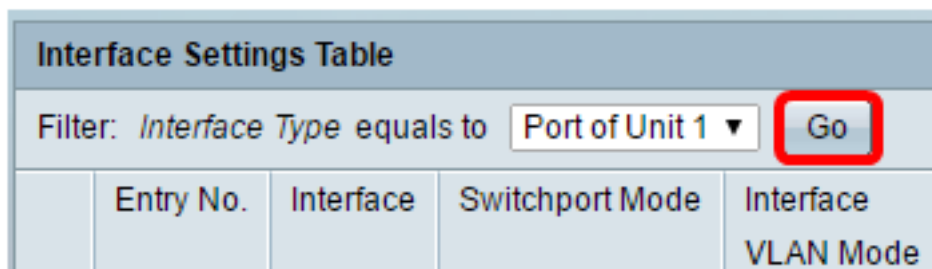 Interface Settings Table
Filter: Interface Type equals to Port of Unit 1 Go
Entry No. Interface Switchport Mode Interface
VLAN Mode